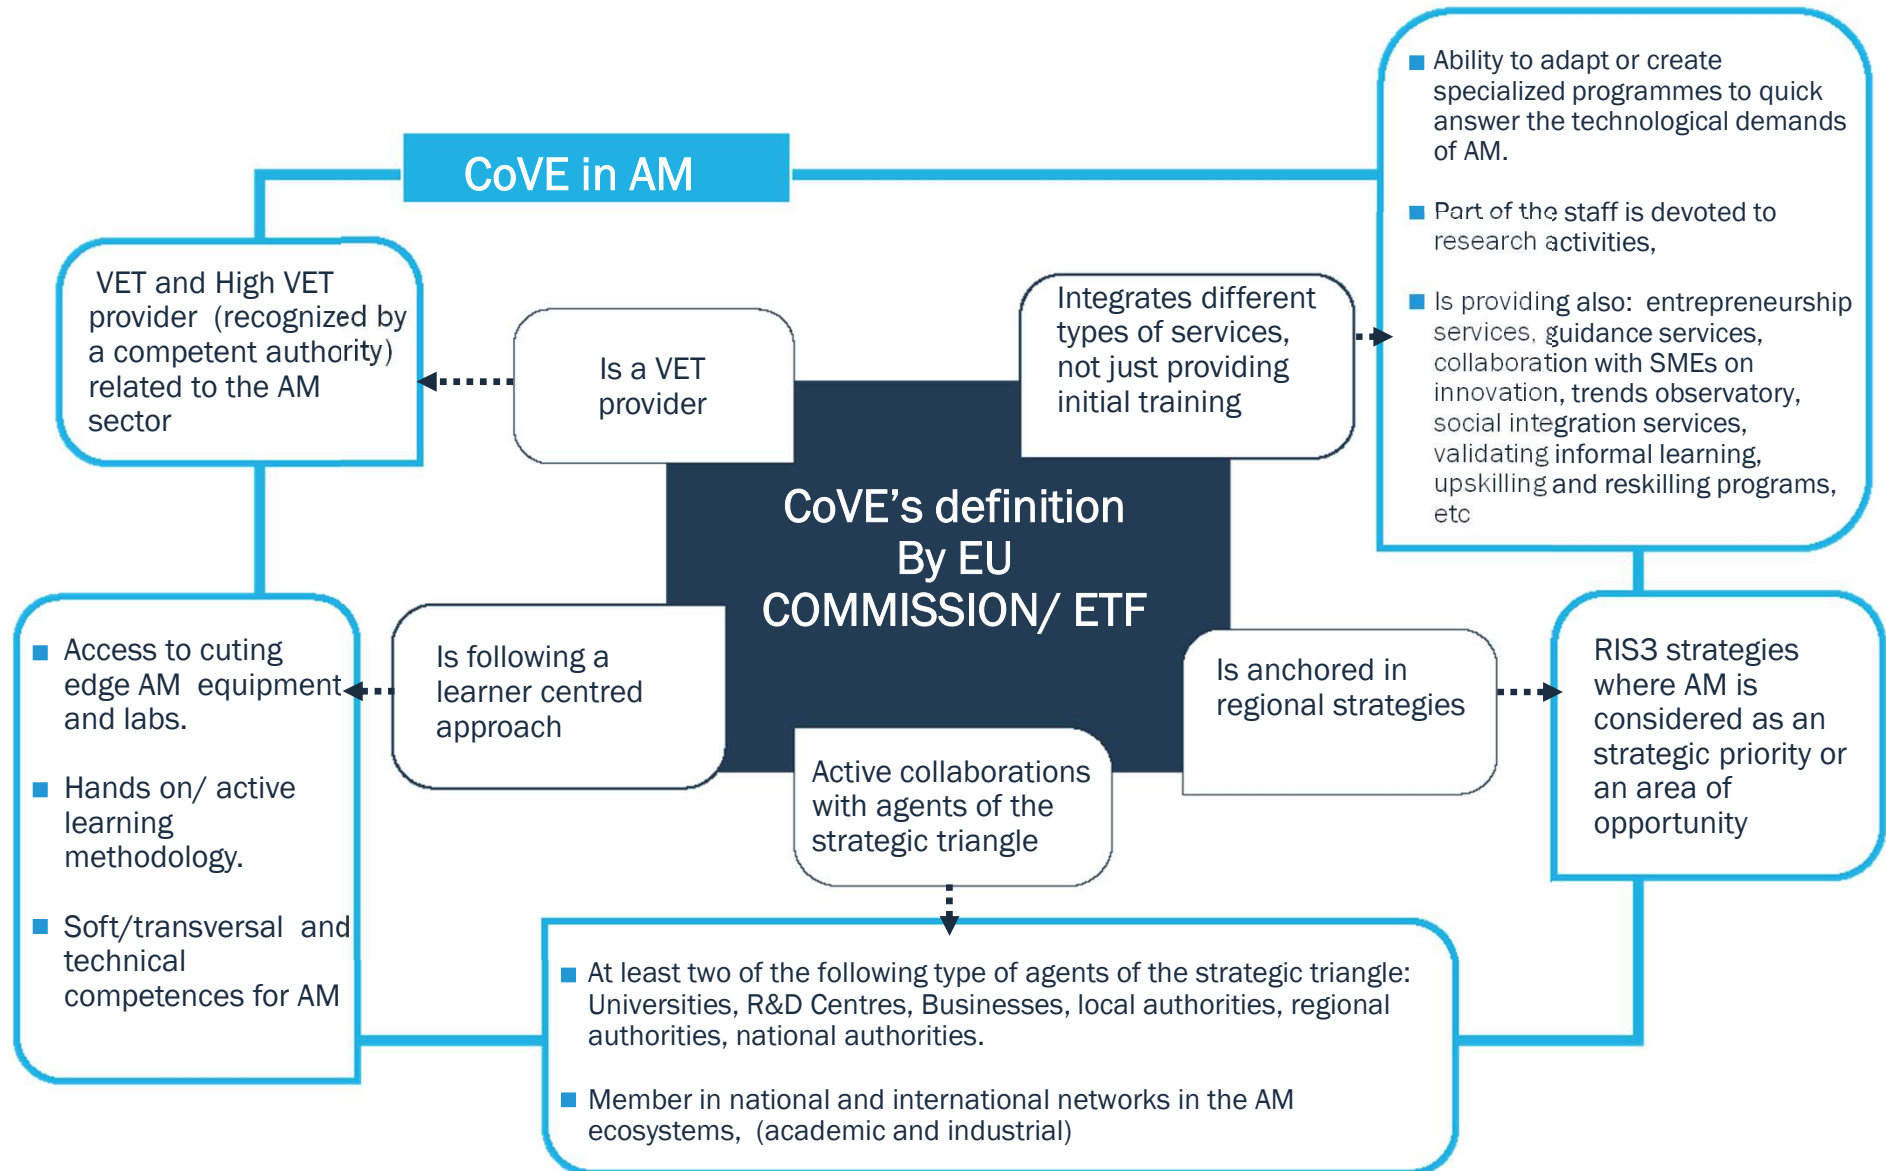 CoVE in AM
VET and High VET
provider (recognized by
a competent authority)
related to the AM
sector
Is a VET
provider
Integrates different
types of services,
not just providing
initial training
Ability to adapt or create
specialized programmes to quick
answer the technological demands
of AM.
Part of the staff is devoted to
research activities,
Is providing also: entrepreneurship
services, guidance services,
collaboration with SMEs on
innovation, trends observatory,
social integration services,
validating informal learning,
upskilling and reskilling programs,
etc
CoVE’s definition
By EU
COMMISSION/ ETF
Access to cuting
edge AM equipment
and labs.
Hands on/ active
learning
methodology.
Soft/transversal and
technical
competences for AM
Is following a
learner centred
approach
Active collaborations
with agents of the
strategic triangle
Is anchored in
regional strategies
RIS3 strategies
where AM is
considered as an
strategic priority or
an area of
opportunity
At least two of the following type of agents of the strategic triangle:
Universities, R&D Centres, Businesses, local authorities, regional
authorities, national authorities.
Member in national and international networks in the AM
ecosystems, (academic and industrial)